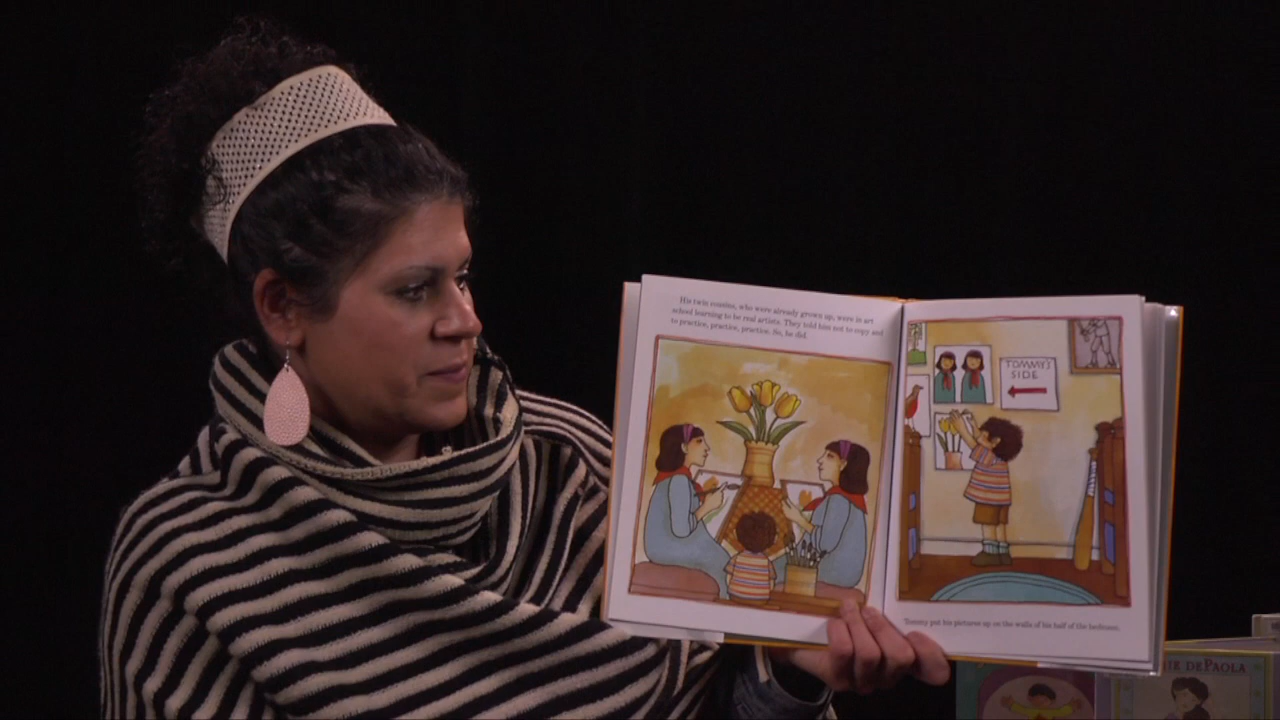 His twin cousins, who were already grown up, were in art
school learning to be real artists. They told him not to copy and
to practice, practice, practice. So, he did.
TOMMY'S
SIDE
Tommy put his pictures up on the walls of his half of the bedroom.
IE DEPAOLA